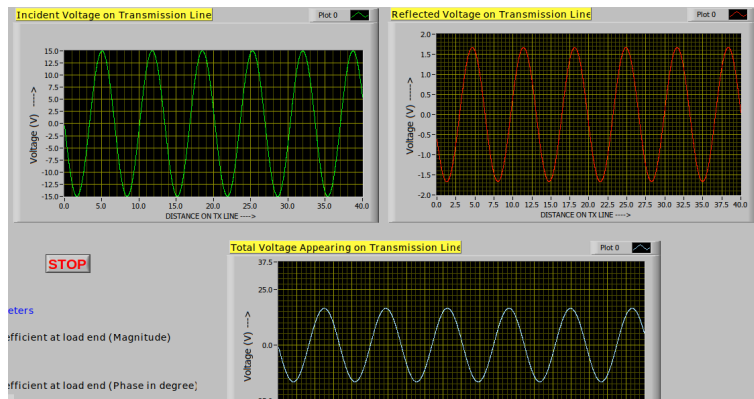 Incident Voltage on Transmission Line
Plot 0
15.0
12.5
10.0
7.5
5.0
2.5
0.0
-2.5
-5.0
-7.5
-10.0
-12.5
-15.0
Voltage (V) ---->
0.0 5.0 10.0 15.0 20.0 25.0 30.0 35.0 40.0
DISTANCE ON TX LINE ---->
Reflected Voltage on Transmission Line
Plot 0
2.0
1.5
1.0
0.5
0.0
-0.5
-1.0
-1.5
-2.0
Voltage (V) ----->
0.0 2.5 5.0 7.5 10.0 12.5 15.0 17.5 20.0 22.5 25.0 27.5 30.0 32.5 35.0 37.5 40.0
DISTANCE ON TX LINE ---->
STOP
eters
efficient at load end (Magnitude)
efficient at load end (Phase in degree)
Total Voltage Appearing on Transmission Line
Plot 0
37.5
25.0
0.0
Voltage (V) ---->